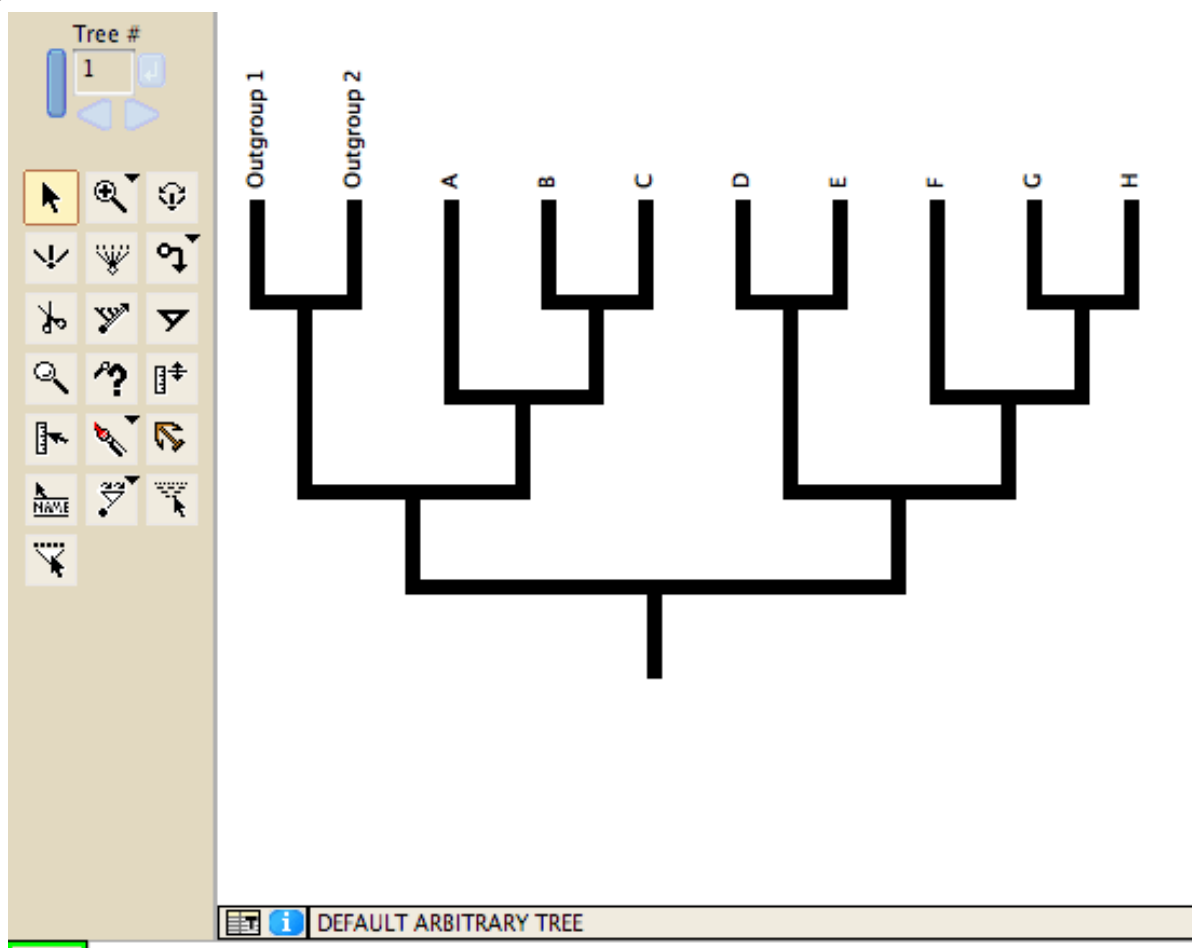 Tree #
1
Outgroup 1
Outgroup 2
A
B
C
D
E
F
G
H
NAME
DEFAULT ARBITRARY TREE